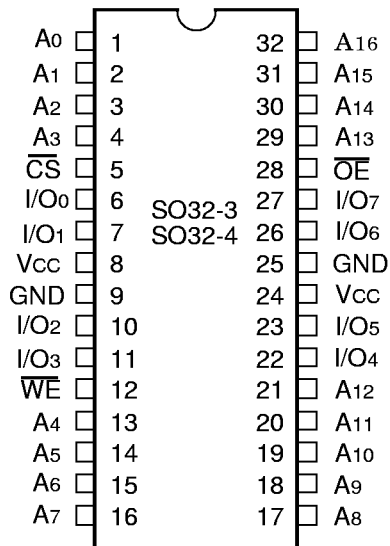 A0 1 32 A16
A1 2 31 A15
A2 3 30 A14
A3 4 29 A13
C̅S̅ 5 28 O̅E̅
I/O0 6 SO32-3 27 I/O7
I/O1 7 SO32-4 26 I/O6
VCC 8 25 GND
GND 9 24 VCC
I/O2 10 23 I/O5
I/O3 11 22 I/O4
W̅E̅ 12 21 A12
A4 13 20 A11
A5 14 19 A10
A6 15 18 A9
A7 16 17 A8